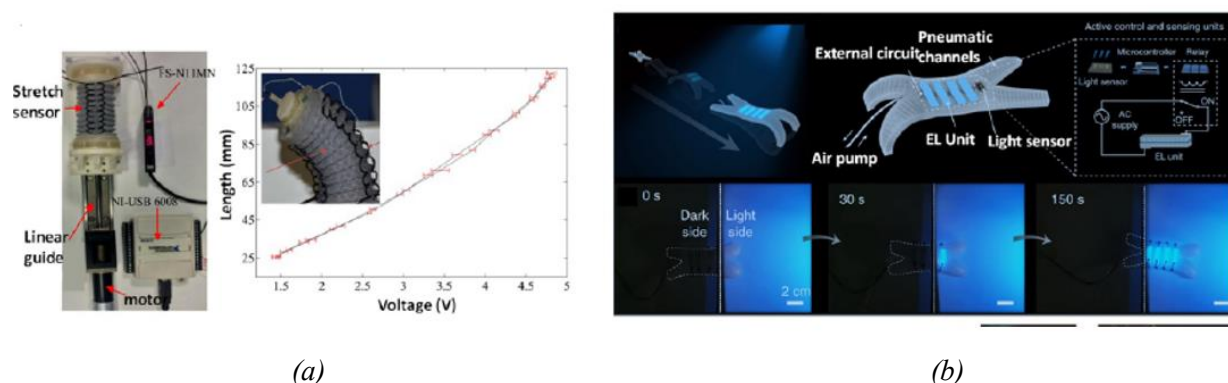 FS-N11MN
Stretch
sensor
NI-USB 6008
Linear
guide
motor
Length (mm)
125
105
85
65
45
25
1.5 2 2.5 3 3.5 4 4.5 5
Voltage (V)
(a)
External circuit
Pneumatic
channels
Air pump
EL Unit
Light sensor
Active control and sensing units
Microcontroller
Relay
Light sensor
ON
OFF
AC
supply
EL unit
0 s
Dark
side
Light
side
2 cm
30 s
150 s
(b)